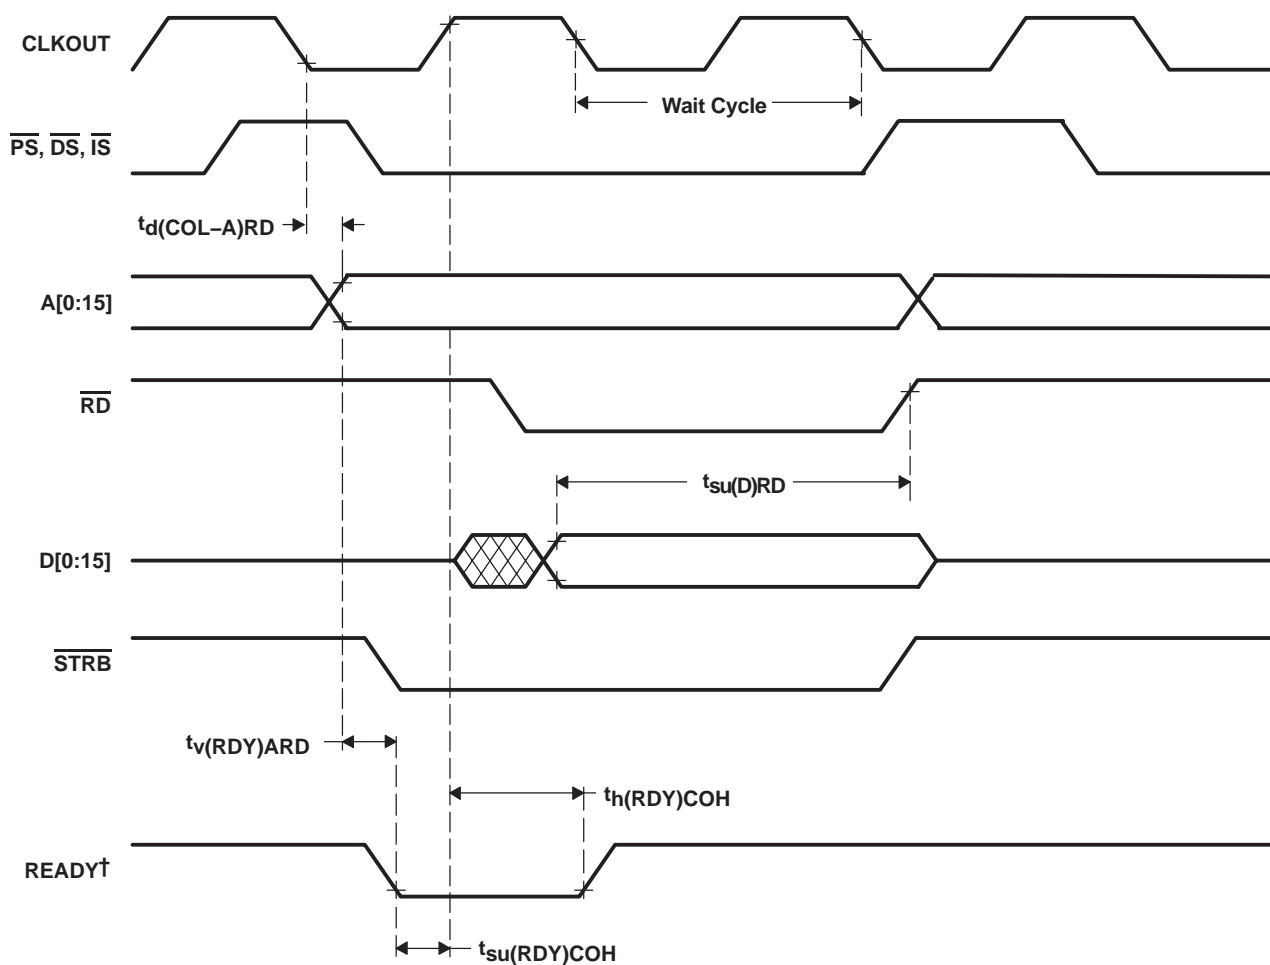 CLKOUT
Wait Cycle
PS, DS, IS
td(COL–A)RD
A[0:15]
RD
tsu(D)RD
D[0:15]
STRB
tv(RDY)ARD
th(RDY)COH
READY†
tsu(RDY)COH